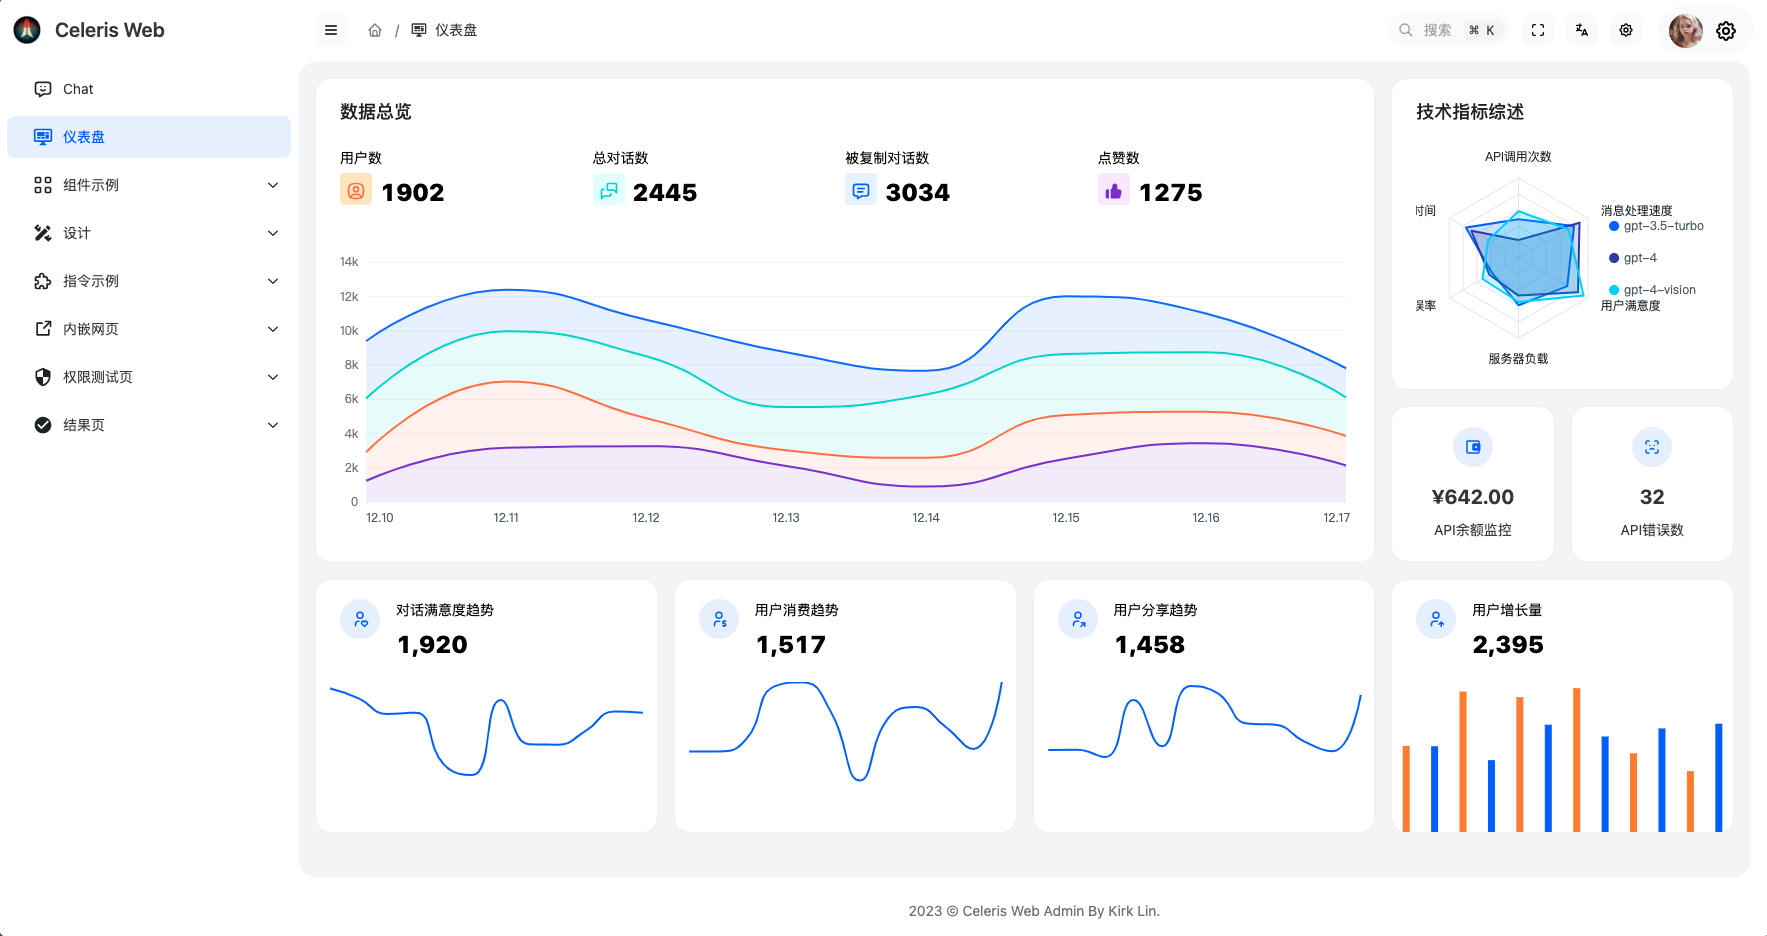 Celeris Web
/ 仪表盘
搜索 ⌘ K
Chat
仪表盘
组件示例
设计
指令示例
内嵌网页
权限测试页
结果页
数据总览
用户数
1902
总对话数
2445
被复制对话数
3034
点赞数
1275
14k
12k
10k
8k
6k
4k
2k
0
12.10 12.11 12.12 12.13 12.14 12.15 12.16 12.17
技术指标综述
API调用次数
时间
消息处理速度
gpt-3.5-turbo
gpt-4
gpt-4-vision
误率
用户满意度
服务器负载
¥642.00
API余额监控
32
API错误数
对话满意度趋势
1,920
用户消费趋势
1,517
用户分享趋势
1,458
用户增长量
2,395
2023 © Celeris Web Admin By Kirk Lin.